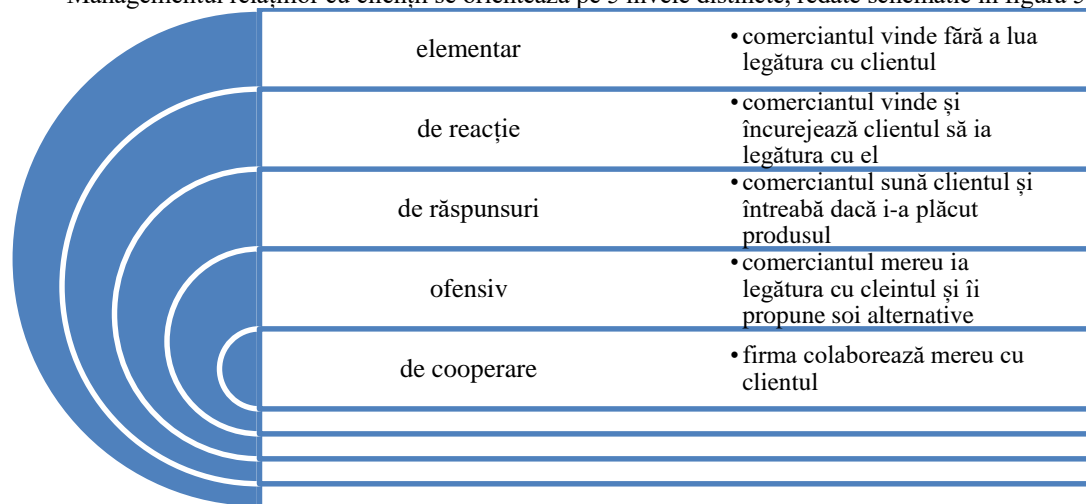 Managementul relațiilor cu clienții se orientează pe 5 nivele distincte, redate schematic în figura 3
elementar
• comerciantul vinde fără a lua
legătura cu clientul
de reacție
• comerciantul vinde și
încurejează clientul să ia
legătura cu el
de răspunsuri
• comerciantul sună clientul și
întreabă dacă i-a plăcut
produsul
ofensiv
• comerciantul mereu ia
legătura cu cleintul și îi
propune soi alternative
de cooperare
• firma colaborează mereu cu
clientul